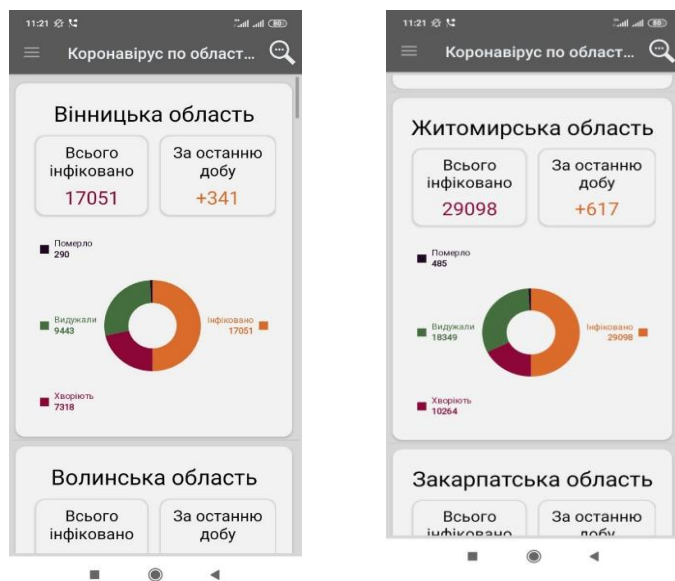 11:21
80
Коронавірус по област...
Вінницька область
Всього
інфіковано
17051
За останню
добу
+341
Померло
290
Видужали
9443
Інфіковано
17051
Хворіють
7318
Волинська область
Всього
інфіковано
За останню
добу
11:21
80
Коронавірус по област...
Житомирська область
Всього
інфіковано
29098
За останню
добу
+617
Померло
485
Видужали
18349
Інфіковано
29098
Хворіють
10264
Закарпатська область
Всього
інфіковано
За останню
добу